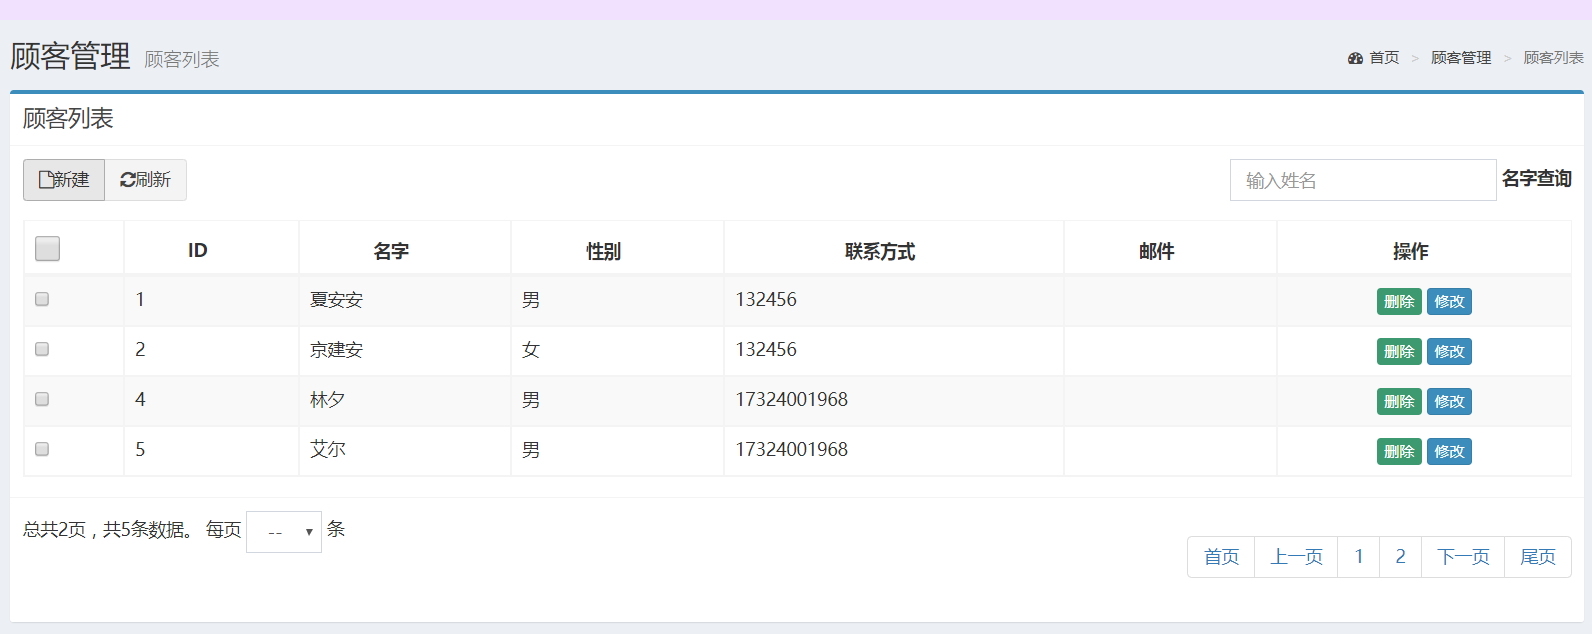 顾客管理 顾客列表
首页 > 顾客管理 > 顾客列表
顾客列表
新建 刷新
输入姓名 名字查询
ID 名字 性别 联系方式 邮件 操作
1 夏安安 男 132456 删除 修改
2 京建安 女 132456 删除 修改
4 林夕 男 17324001968 删除 修改
5 艾尔 男 17324001968 删除 修改
总共2页，共5条数据。 每页 -- 条
首页 上一页 1 2 下一页 尾页